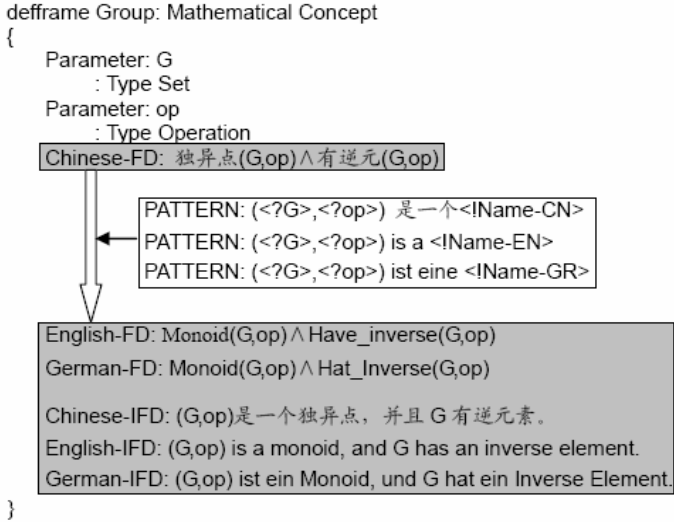 defframe Group: Mathematical Concept
{
Parameter: G
: Type Set
Parameter: op
: Type Operation
Chinese-FD: 独异点(G,op)∧有逆元(G,op)
PATTERN: (<?G>,<?op>) 是一个<!Name-CN>
PATTERN: (<?G>,<?op>) is a <!Name-EN>
PATTERN: (<?G>,<?op>) ist eine <!Name-GR>
English-FD: Monoid(G,op)∧Have_inverse(G,op)
German-FD: Monoid(G,op)∧Hat_Inverse(G,op)
Chinese-IFD: (G,op)是一个独异点，并且 G 有逆元素。
English-IFD: (G,op) is a monoid, and G has an inverse element.
German-IFD: (G,op) ist ein Monoid, und G hat ein Inverse Element.
}